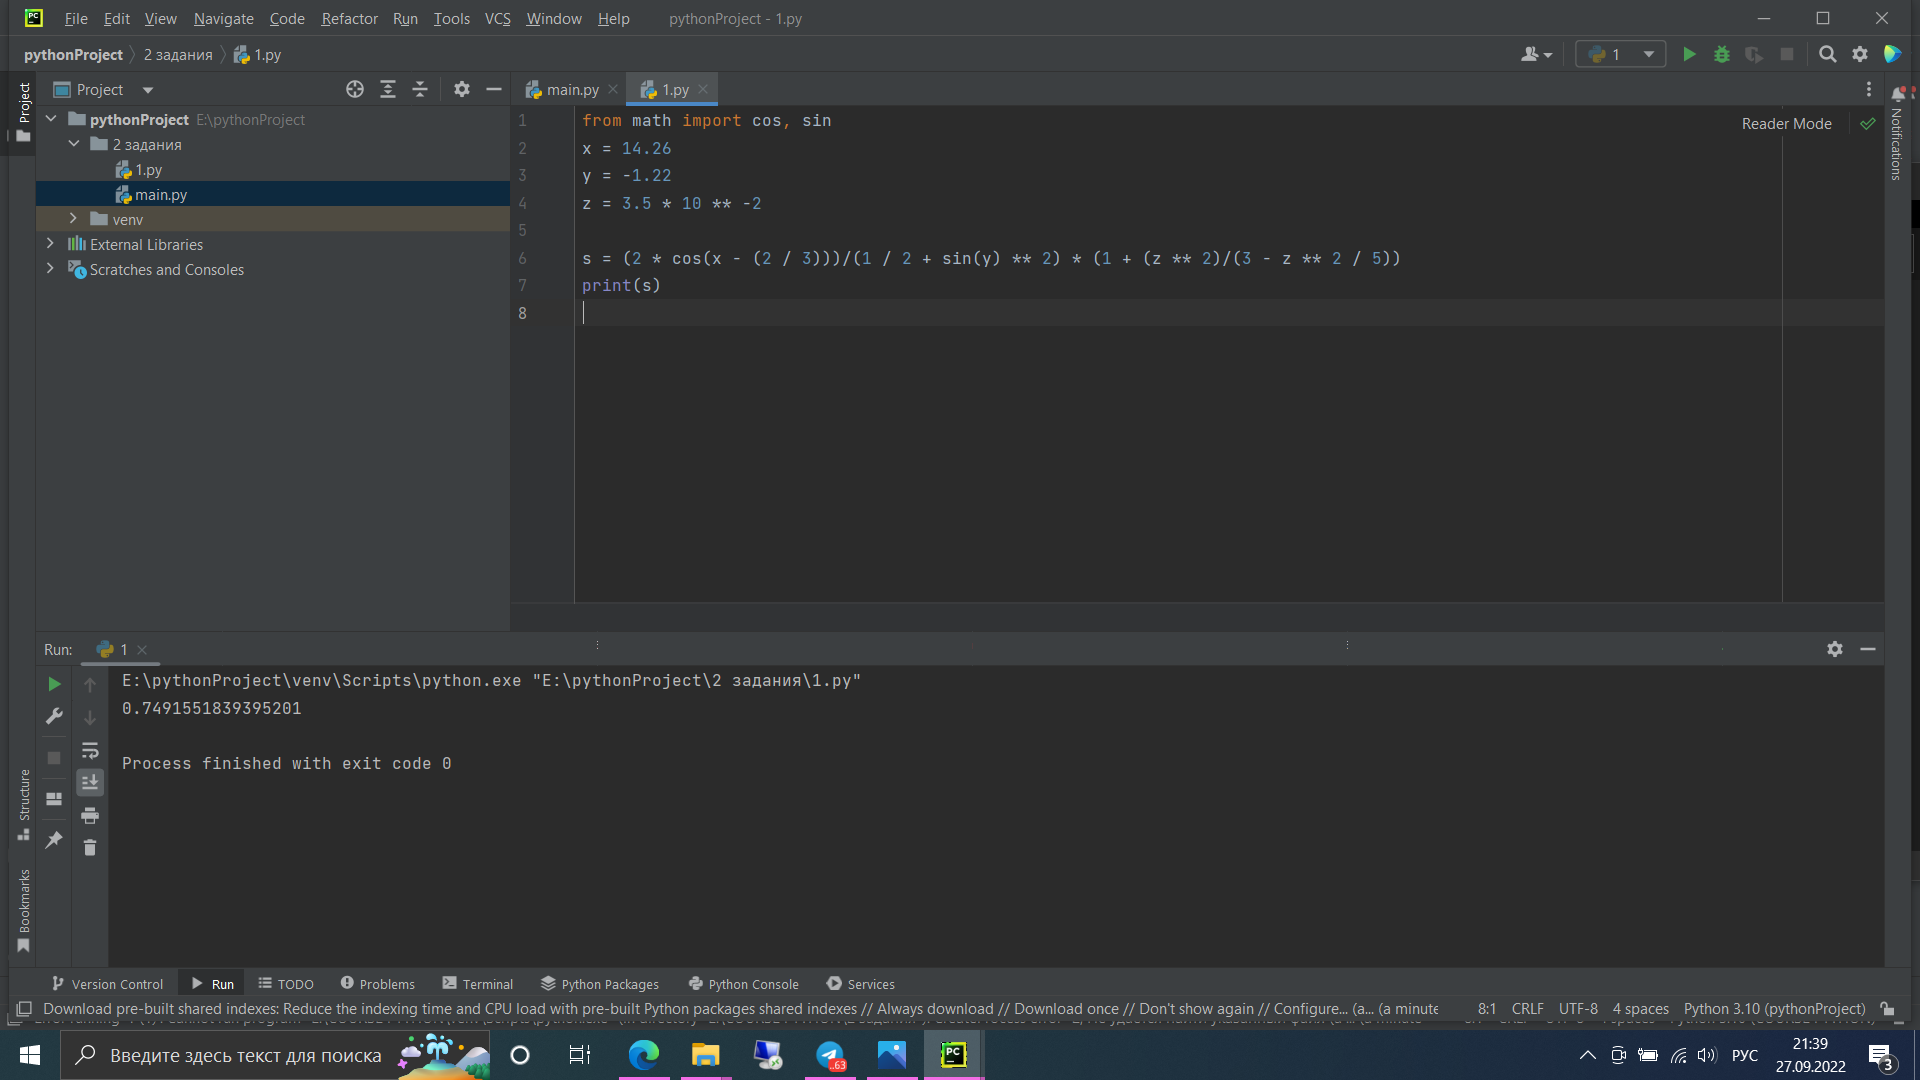 File Edit View Navigate Code Refactor Run Tools VCS Window Help pythonProject - 1.py
pythonProject 2 задания 1.py 1
Project main.py 1.py
Project
pythonProject E:\pythonProject
2 задания
1.py
main.py
venv
External Libraries
Scratches and Consoles
Reader Mode
Notifications
1 from math import cos, sin
2 x = 14.26
3 y = -1.22
4 z = 3.5 * 10 ** -2
5
6 s = (2 * cos(x - (2 / 3)))/(1 / 2 + sin(y) ** 2) * (1 + (z ** 2)/(3 - z ** 2 / 5))
7 print(s)
8
Run: 1
E:\pythonProject\venv\Scripts\python.exe "E:\pythonProject\2 задания\1.py"
0.7491551839395201
Process finished with exit code 0
Structure
Bookmarks
Version Control Run TODO Problems Terminal Python Packages Python Console Services
Download pre-built shared indexes: Reduce the indexing time and CPU load with pre-built Python packages shared indexes // Always download // Download once // Don't show again // Configure... (a... (a minute 8:1 CRLF UTF-8 4 spaces Python 3.10 (pythonProject)
Введите здесь текст для поиска PC ..63 PC РУС 21:39
27.09.2022 3